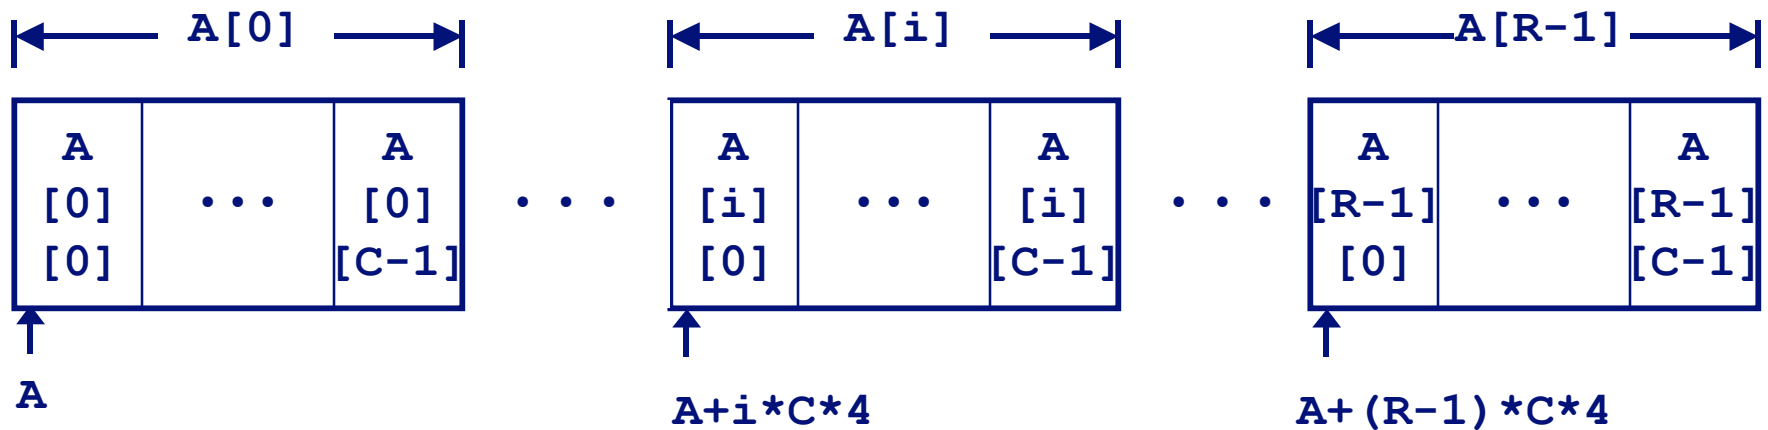 A[0] A[i] A[R-1]
A ... A A ... A A ... A
[0] [0] . . . [i] [i] . . . [R-1] [R-1]
[0] [C-1] [0] [C-1] [0] [C-1]
A A+i*C*4 A+(R-1)*C*4